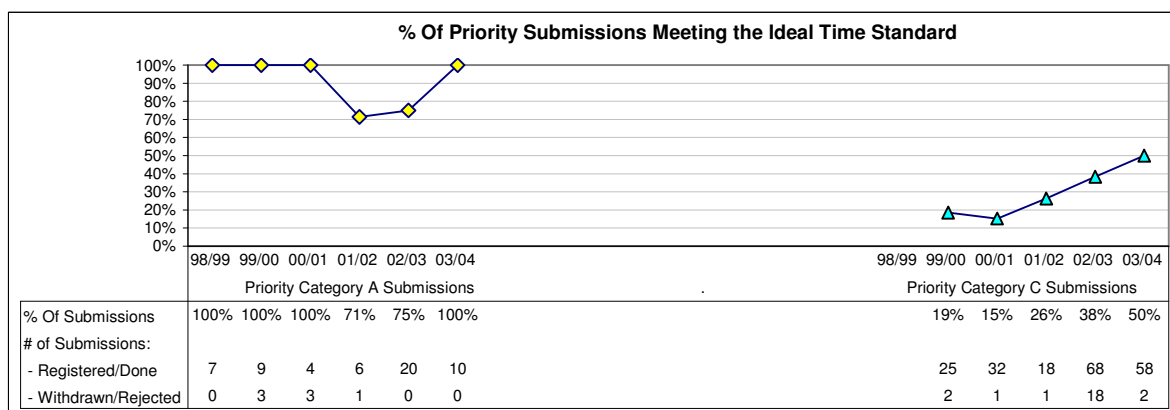 % Of Priority Submissions Meeting the Ideal Time Standard
100%
90%
80%
70%
60%
50%
40%
30%
20%
10%
0%
98/99 99/00 00/01 01/02 02/03 03/04 98/99 99/00 00/01 01/02 02/03 03/04
Priority Category A Submissions . Priority Category C Submissions
% Of Submissions 100% 100% 100% 71% 75% 100% 19% 15% 26% 38% 50%
# of Submissions:
- Registered/Done 7 9 4 6 20 10 25 32 18 68 58
- Withdrawn/Rejected 0 3 3 1 0 0 2 1 1 18 2